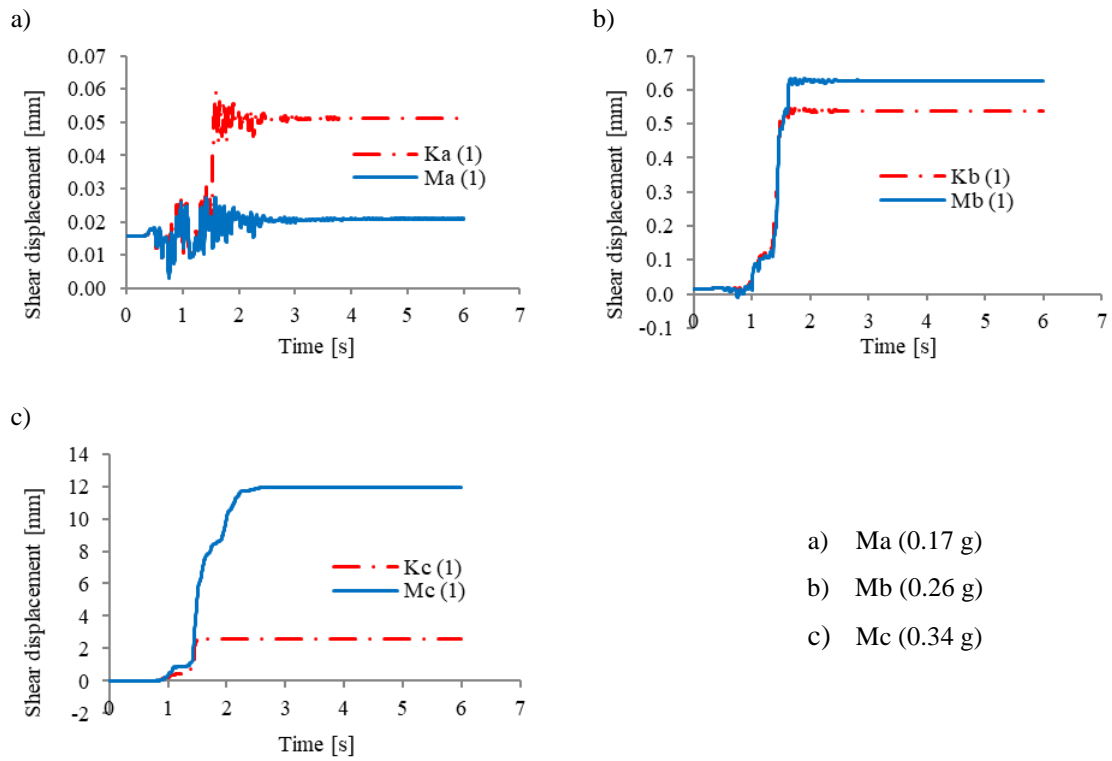 a)
0.07
0.06
0.05
0.04
0.03
0.02
0.01
0.00
Shear displacement [mm]
Ka (1)
Ma (1)
0 1 2 3 4 5 6 7
Time [s]
b)
0.7
0.6
0.5
0.4
0.3
0.2
0.1
0.0
-0.1
Shear displacement [mm]
Kb (1)
Mb (1)
0 1 2 3 4 5 6 7
Time [s]
c)
14
12
10
8
6
4
2
0
-2
Shear displacement [mm]
Kc (1)
Mc (1)
0 1 2 3 4 5 6 7
Time [s]
a) Ma (0.17 g)
b) Mb (0.26 g)
c) Mc (0.34 g)